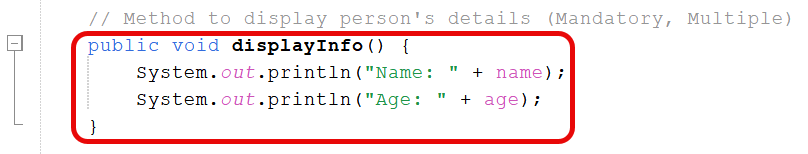 // Method to display person's details (Mandatory, Multiple)
public void displayInfo() {
System.out.println("Name: " + name);
System.out.println("Age: " + age);
}